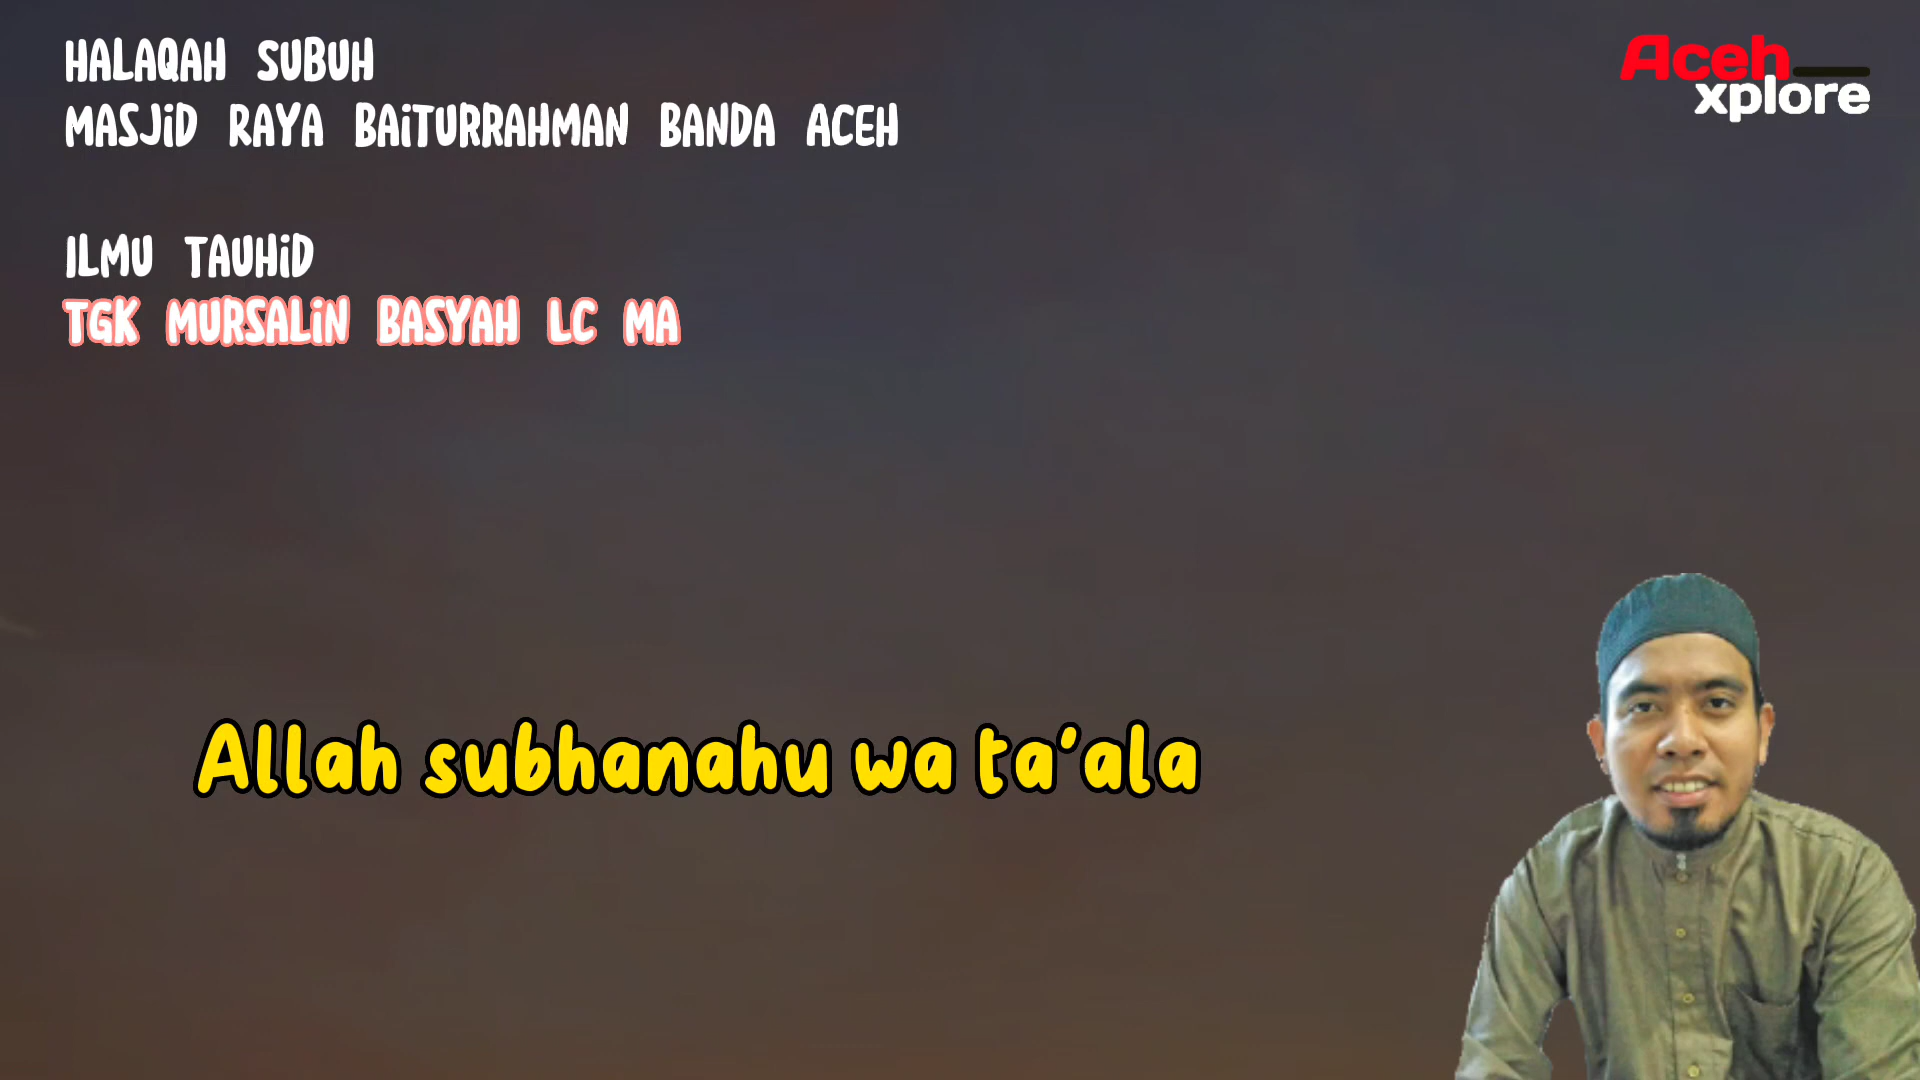 HALAQAH SUBUH
MASJiD RAYA BAiTURRAHMAN BANDA ACEH
ILMU TAUHiD
TGK MURSALiN BASYAH LC MA
Aceh
xplore
Allah subhanahu wa ta'ala